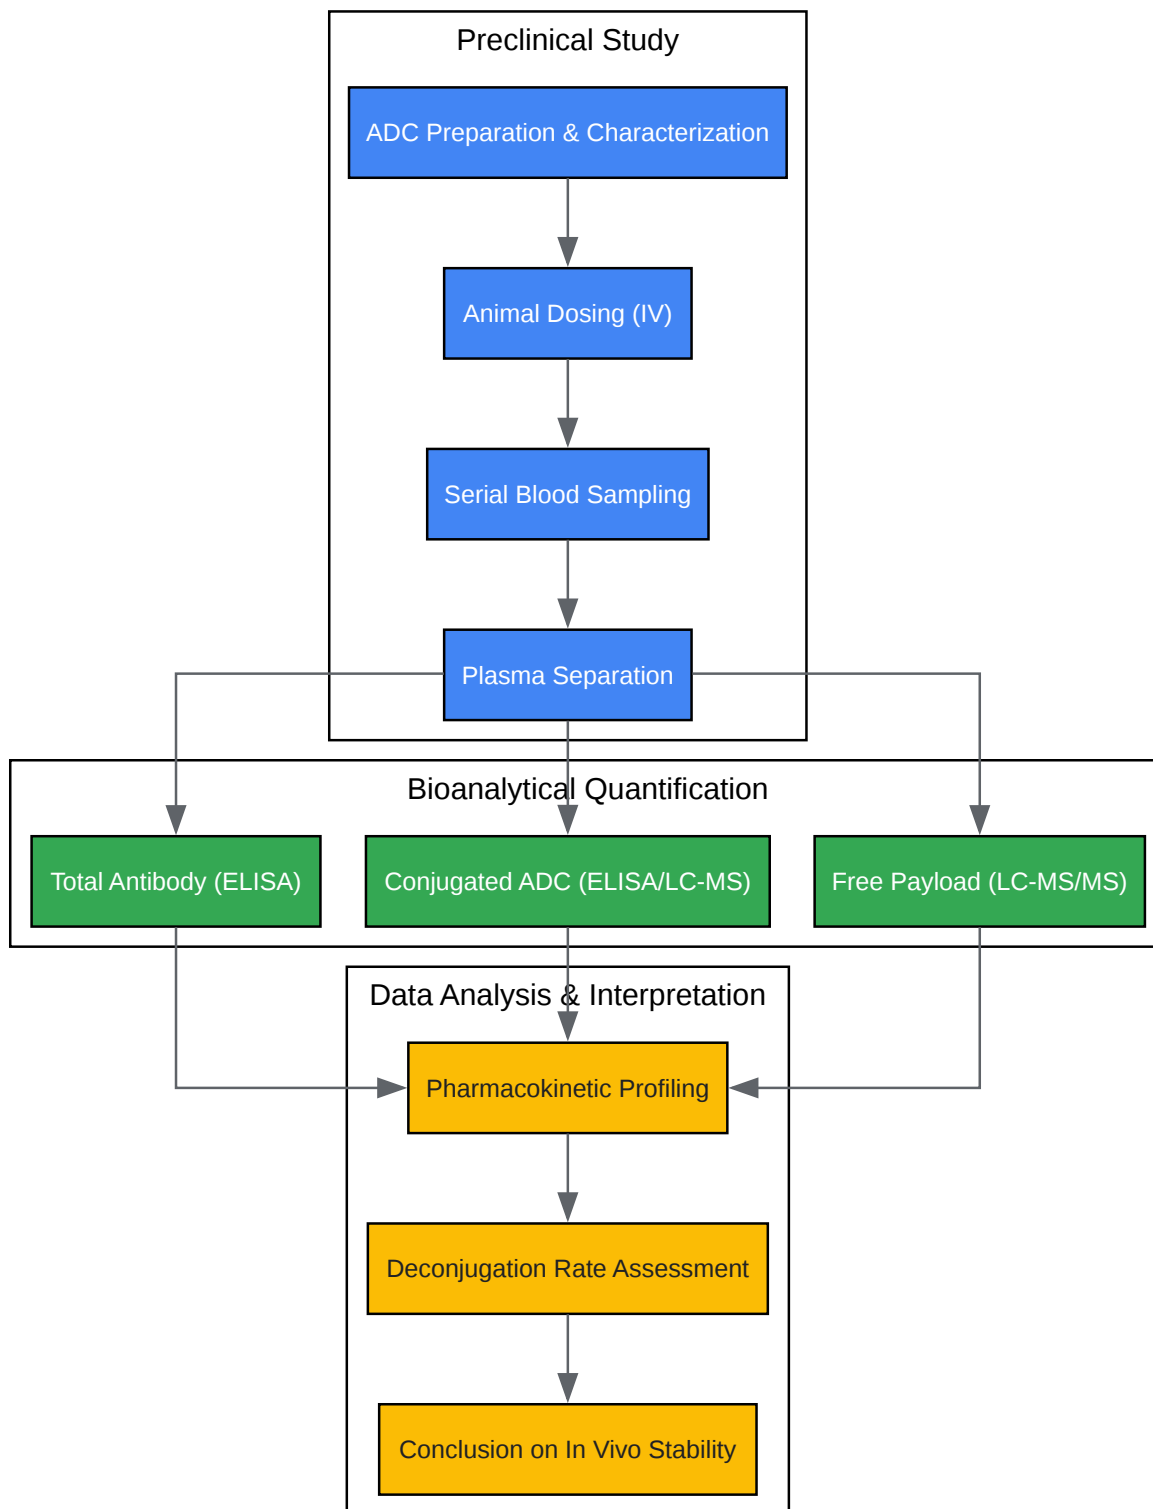 Preclinical Study
ADC Preparation & Characterization
Animal Dosing (IV)
Serial Blood Sampling
Plasma Separation
Bioanalytical Quantification
Total Antibody (ELISA)
Conjugated ADC (ELISA/LC-MS)
Free Payload (LC-MS/MS)
Data Analysis & Interpretation
Pharmacokinetic Profiling
Deconjugation Rate Assessment
Conclusion on In Vivo Stability